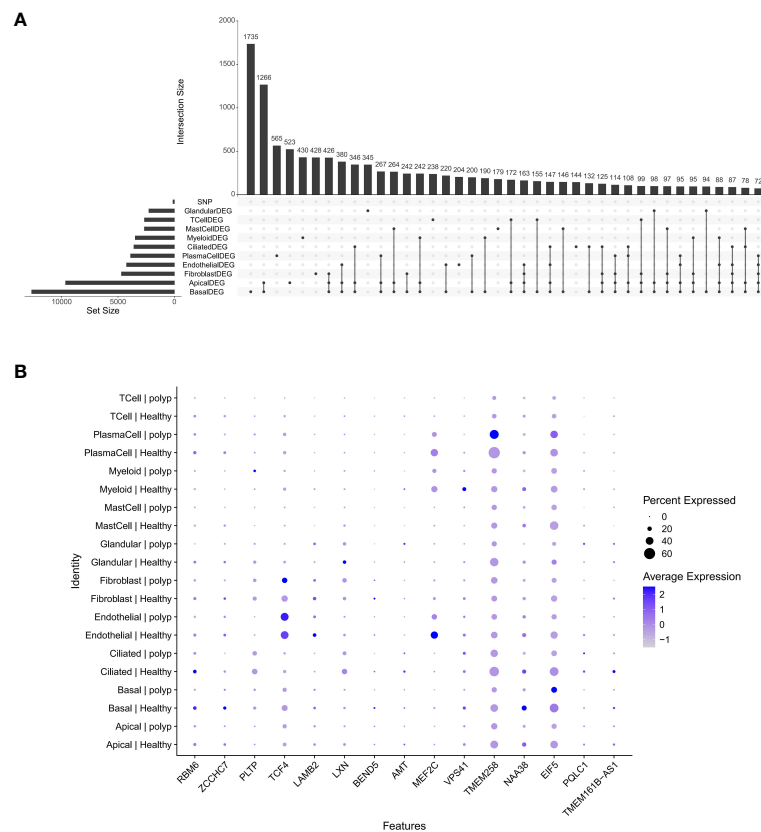 A
2000
1735
1500
1266
1000
565
523
500
430 428 426 380 346 345 267 264 242 242 238 220 204 200 190 179 172 163 155 147 146 144 132 125 114 108 99 98 97 95 95 94 88 87 78 72
0
Intersection Size
SNP
GlandularDEG
TCellDEG
MastCellDEG
MyeloidDEG
CiliatedDEG
PlasmaCellDEG
EndothelialDEG
FibroblastDEG
ApicalDEG
BasalDEG
10000 5000 0
Set Size
B
TCell | polyp
TCell | Healthy
PlasmaCell | polyp
PlasmaCell | Healthy
Myeloid | polyp
Myeloid | Healthy
MastCell | polyp
MastCell | Healthy
Glandular | polyp
Glandular | Healthy
Fibroblast | polyp
Fibroblast | Healthy
Endothelial | polyp
Endothelial | Healthy
Ciliated | polyp
Ciliated | Healthy
Basal | polyp
Basal | Healthy
Apical | polyp
Apical | Healthy
Identity
RBM6
ZCCHC7
PLTP
TCF4
LAMB2
LXN
BEND5
AMT
MEF2C
VPS41
TMEM258
NAA38
EIF5
PQLC1
TMEM161B−AS1
Features
Percent Expressed
0
20
40
60
Average Expression
2
1
0
−1